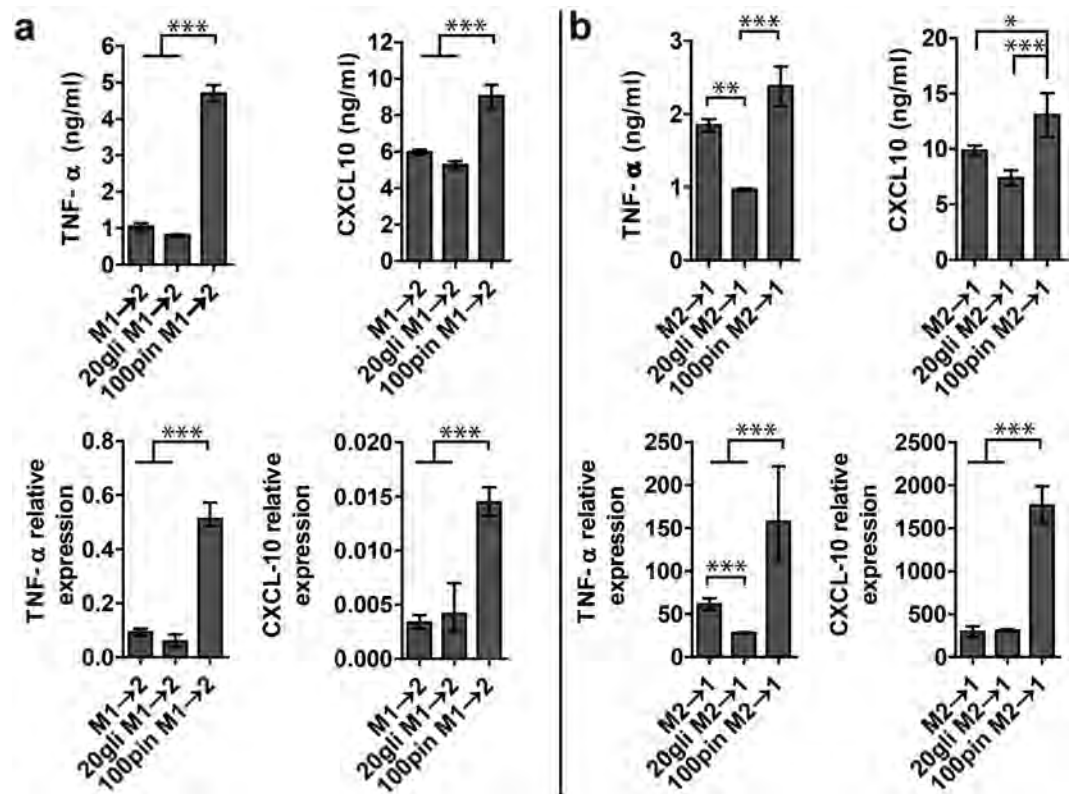 a
***
TNF- α (ng/ml)
6
5
4
3
2
1
0
M1→2
20gli M1→2
100pin M1→2
***
CXCL10 (ng/ml)
12
10
8
6
4
2
0
M1→2
20gli M1→2
100pin M1→2
***
TNF- α relative
expression
0.8
0.6
0.4
0.2
0.0
M1→2
20gli M1→2
100pin M1→2
***
CXCL-10 relative
expression
0.020
0.015
0.010
0.005
0.000
M1→2
20gli M1→2
100pin M1→2
b
***
**
TNF- α (ng/ml)
3
2
1
0
M2→1
20gli M2→1
100pin M2→1
*
***
CXCL10 (ng/ml)
20
15
10
5
0
M2→1
20gli M2→1
100pin M2→1
***
***
TNF- α relative
expression
250
200
150
100
50
0
M2→1
20gli M2→1
100pin M2→1
***
CXCL-10 relative
expression
2500
2000
1500
1000
500
0
M2→1
20gli M2→1
100pin M2→1